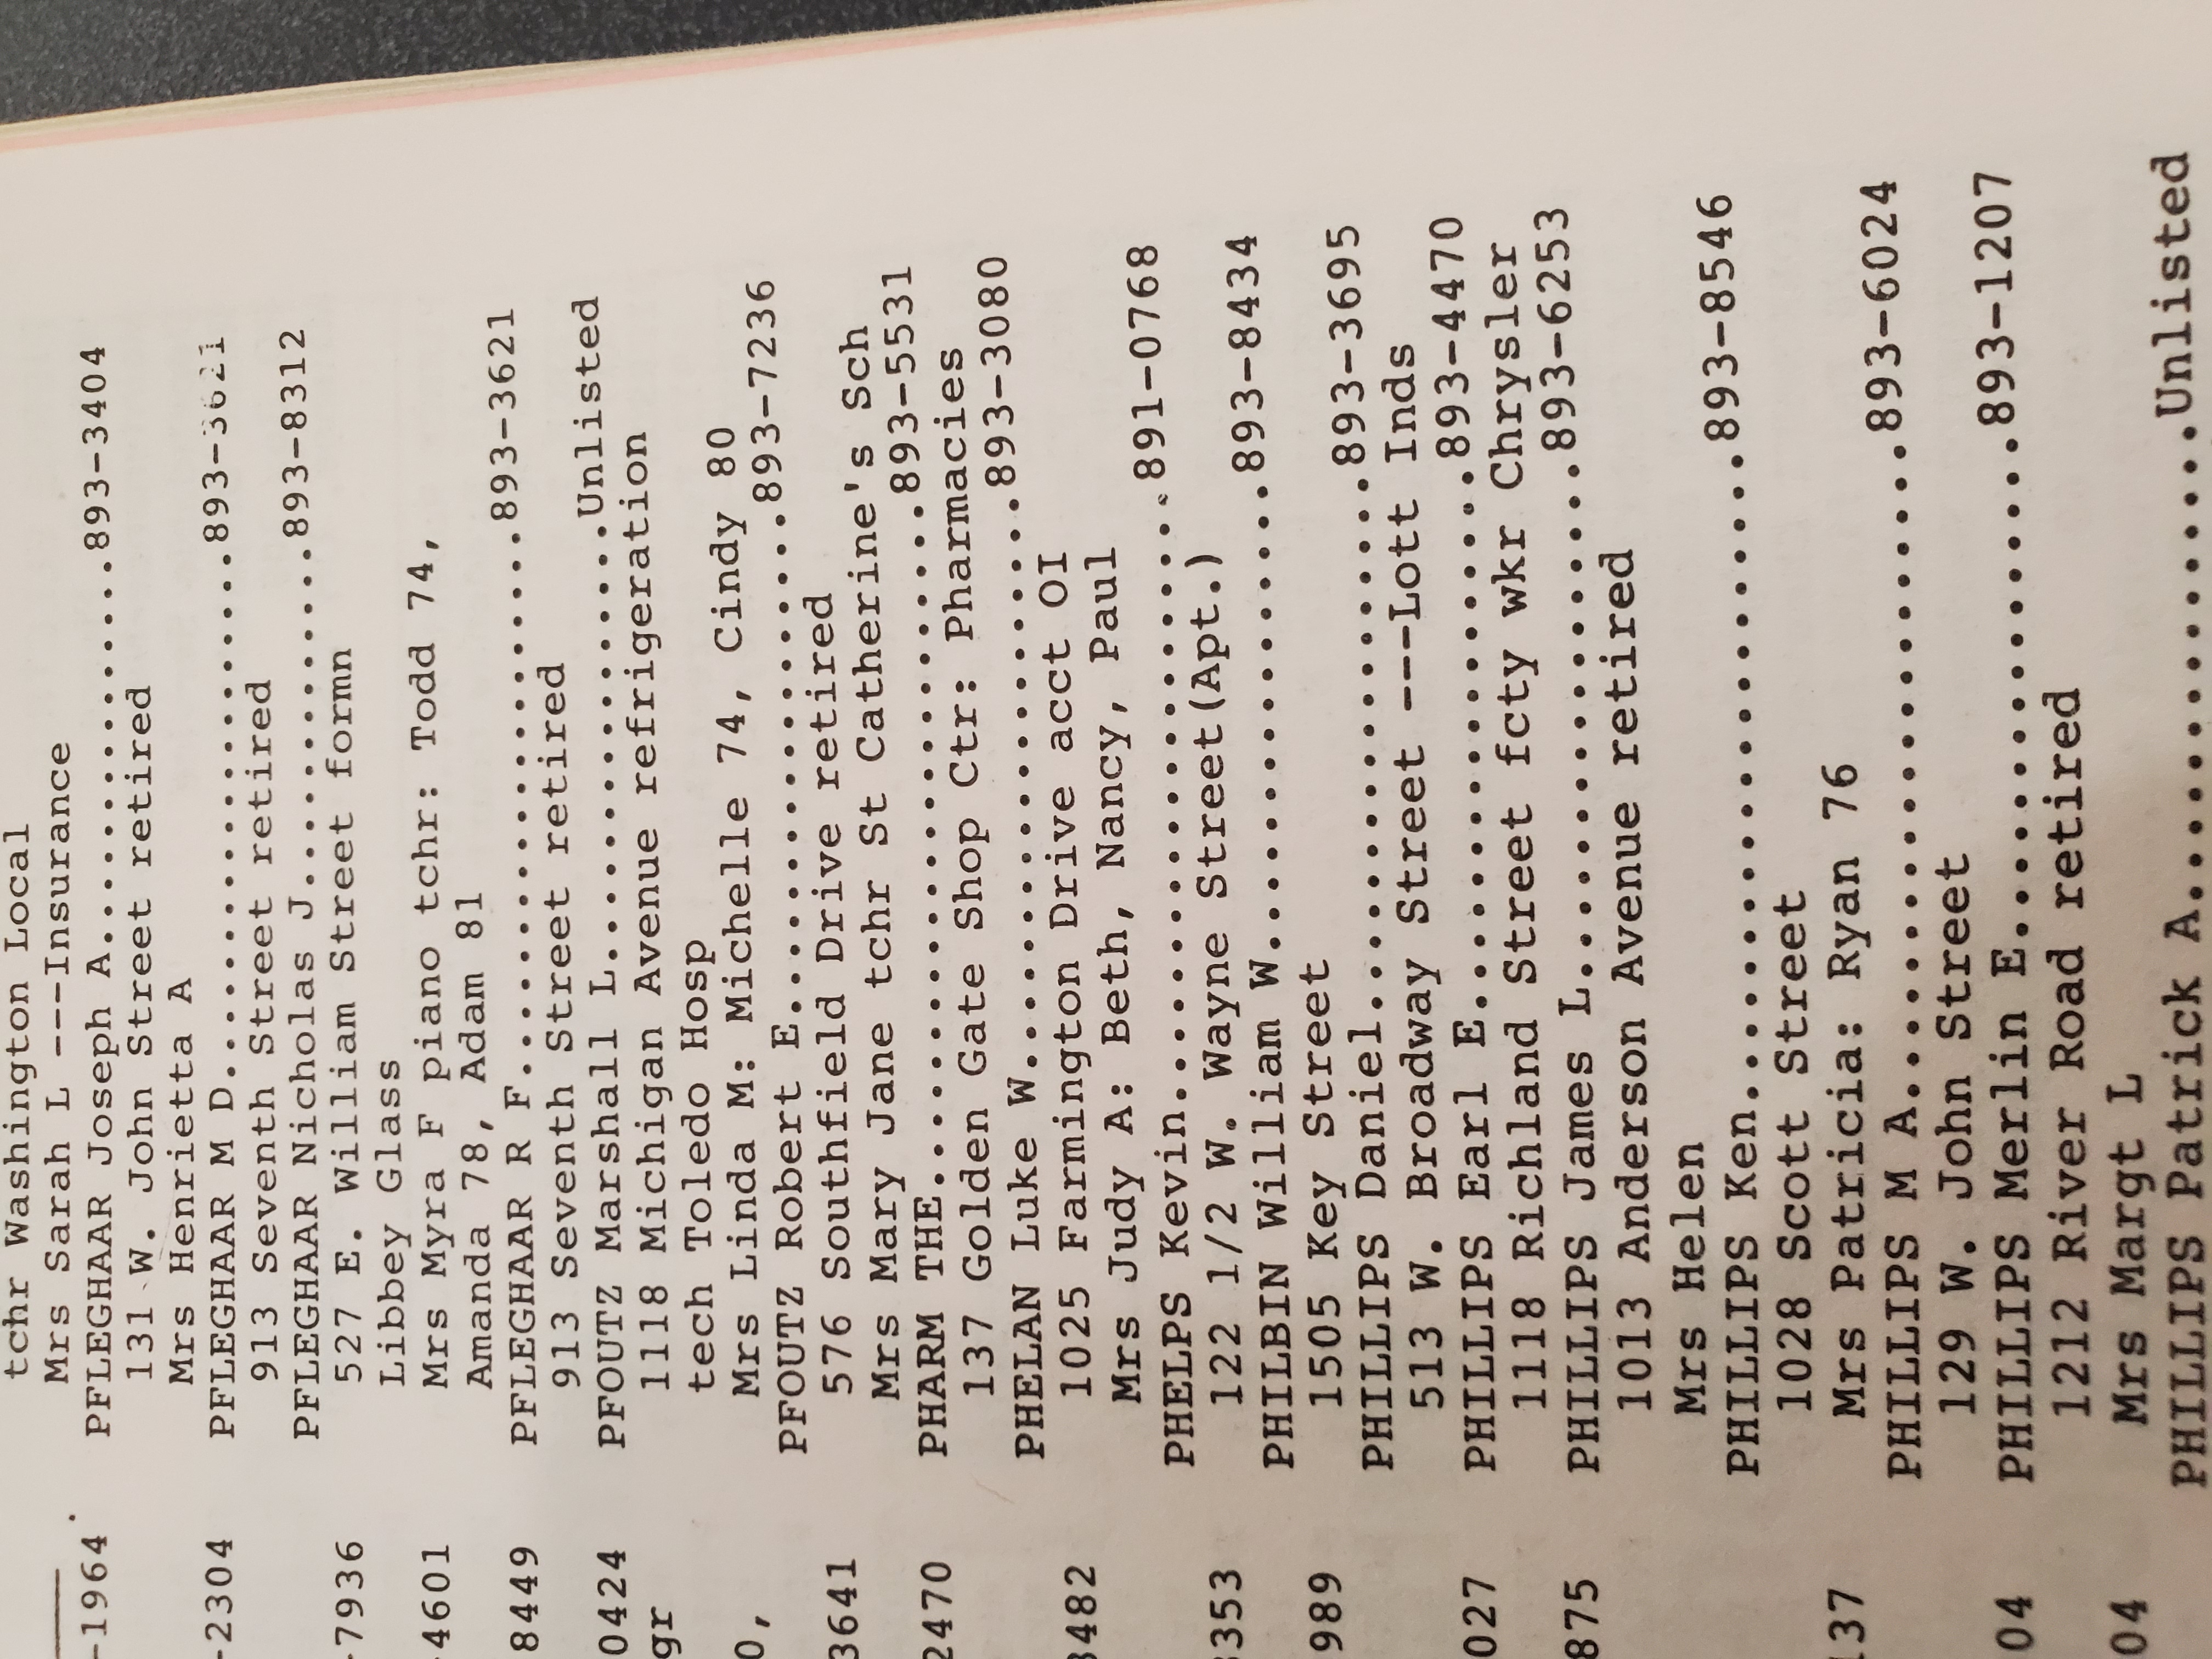 -1964
-2304
-7936
-4601
8449
0424
gr
0,
3641
2470
3482
353
989
027
875
137
04
04
tchr Washington Local
Mrs Sarah L ---Insurance
PFLEGHAAR Joseph A..................893-3404
131 W. John Street retired
Mrs Henrietta A
PFLEGHAAR M D..................893-3621
913 Seventh Street retired
PFLEGHAAR Nicholas J..............893-8312
527 E. William Street formn
Libbey Glass
Mrs Myra F piano tchr: Todd 74,
Amanda 78, Adam 81
PFLEGHAAR R F..................893-3621
913 Seventh Street retired
PFOUTZ Marshall L................Unlisted
1118 Michigan Avenue refrigeration
tech Toledo Hosp
Mrs Linda M: Michelle 74, Cindy 80
PFOUTZ Robert E..................893-7236
576 Southfield Drive retired
Mrs Mary Jane tchr St Catherine's Sch
PHARM THE........................893-5531
137 Golden Gate Shop Ctr: Pharmacies
PHELAN Luke W....................893-3080
1025 Farmington Drive acct OI
Mrs Judy A: Beth, Nancy, Paul
PHELPS Kevin.....................891-0768
122 1/2 W. Wayne Street(Apt.)
PHILBIN William W................893-8434
1505 Key Street
PHILLIPS Daniel..................893-3695
513 W. Broadway Street ---Lott Inds
PHILLIPS Earl E..................893-4470
1118 Richland Street fcty wkr Chrysler
PHILLIPS James L.................893-6253
1013 Anderson Avenue retired
Mrs Helen
PHILLIPS Ken.....................893-8546
1028 Scott Street
Mrs Patricia: Ryan 76
PHILLIPS M A.....................893-6024
129 W. John Street
PHILLIPS Merlin E................893-1207
1212 River Road retired
Mrs Margt L
PHILLIPS Patrick A...............Unlisted